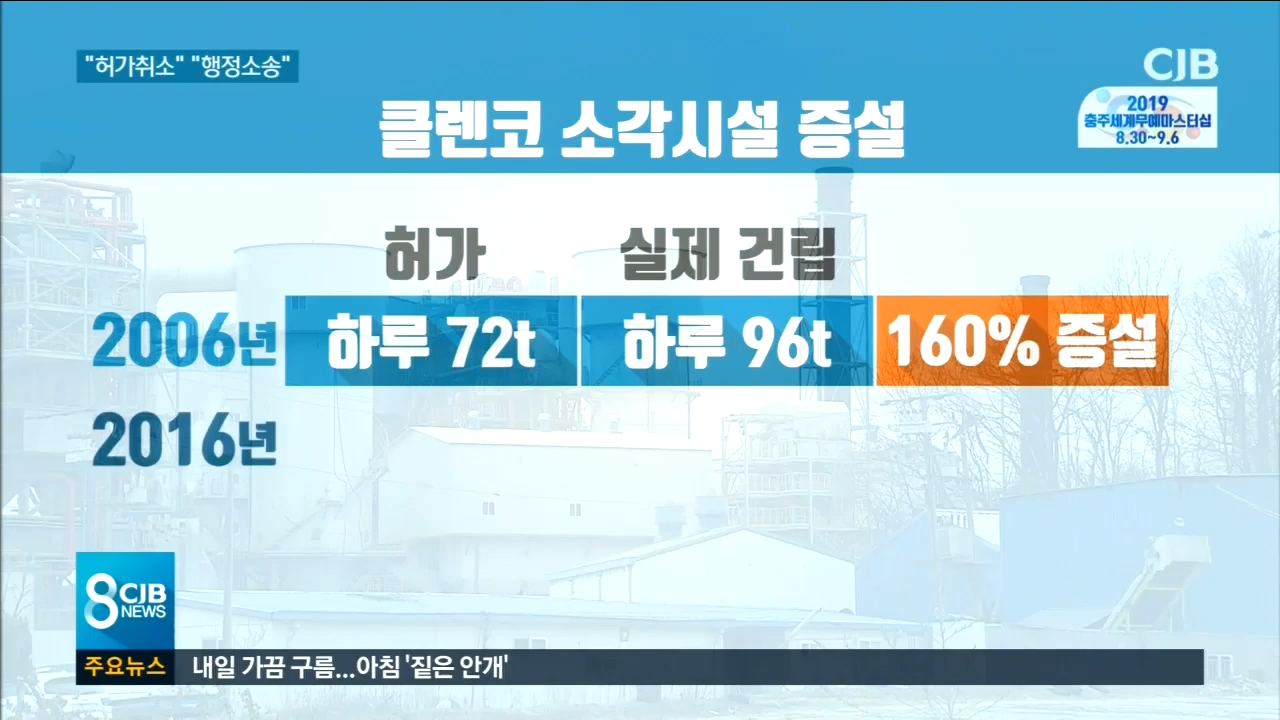 "허가취소" "행정소송"
CJB
2019
충주세계무예마스터십
8.30~9.6
클렌코 소각시설 증설
허가 실제 건립
2006년 하루 72t 하루 96t 160% 증설
2016년
8 CJB
NEWS
주요뉴스 내일 가끔 구름...아침 '짙은 안개'